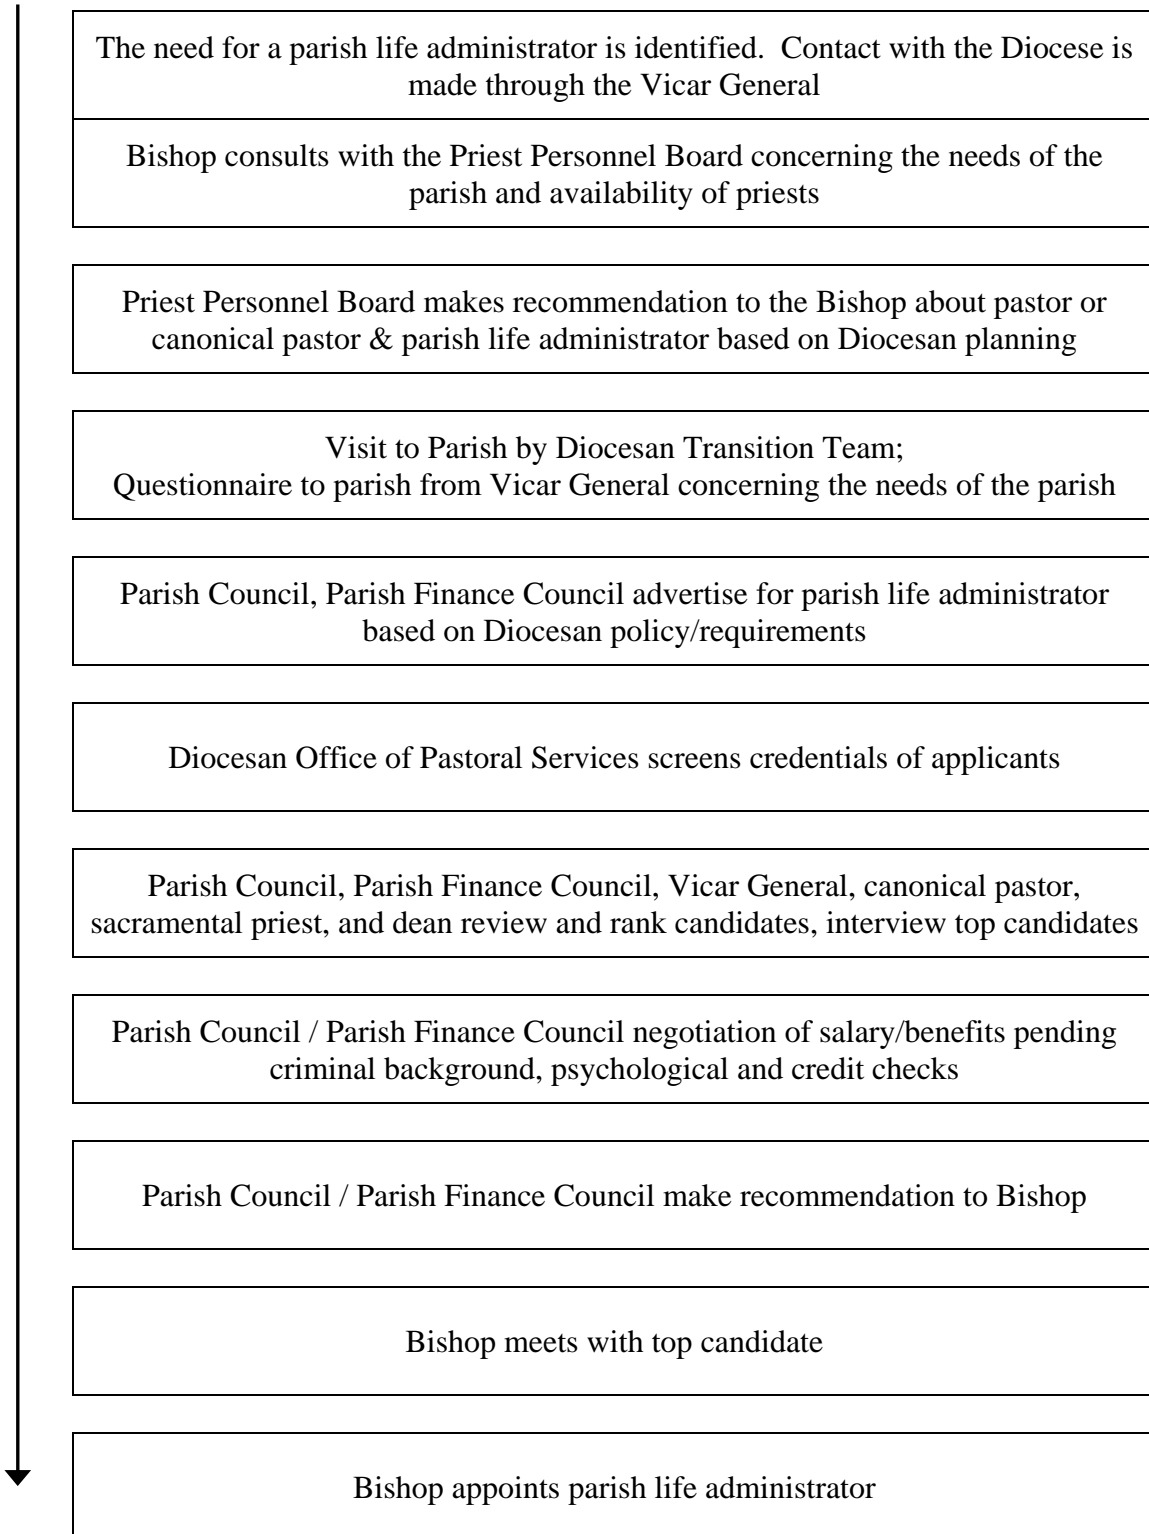 The need for a parish life administrator is identified.  Contact with the Diocese is
made through the Vicar General
Bishop consults with the Priest Personnel Board concerning the needs of the
parish and availability of priests
Priest Personnel Board makes recommendation to the Bishop about pastor or
canonical pastor & parish life administrator based on Diocesan planning
Visit to Parish by Diocesan Transition Team;
Questionnaire to parish from Vicar General concerning the needs of the parish
Parish Council, Parish Finance Council advertise for parish life administrator
based on Diocesan policy/requirements
Diocesan Office of Pastoral Services screens credentials of applicants
Parish Council, Parish Finance Council, Vicar General, canonical pastor,
sacramental priest, and dean review and rank candidates, interview top candidates
Parish Council / Parish Finance Council negotiation of salary/benefits pending
criminal background, psychological and credit checks
Parish Council / Parish Finance Council make recommendation to Bishop
Bishop meets with top candidate
Bishop appoints parish life administrator